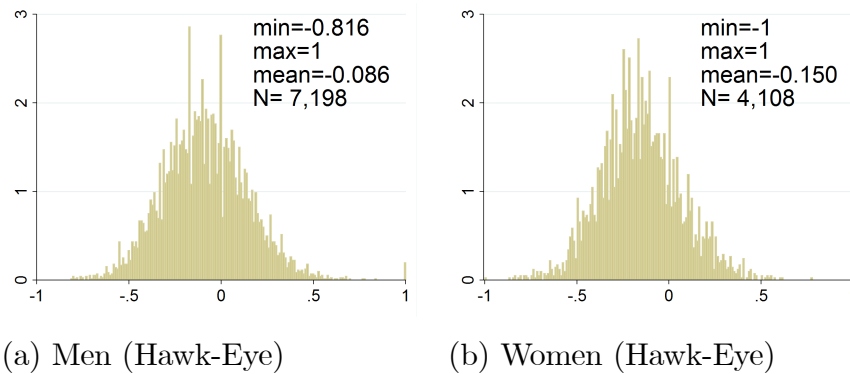 min=-0.816
max=1
mean=-0.086
N= 7,198
3
2
1
0
-1
-.5
0
.5
1
(a) Men (Hawk-Eye)
min=-1
max=1
mean=-0.150
N= 4,108
3
2
1
0
-1
-.5
0
.5
(b) Women (Hawk-Eye)